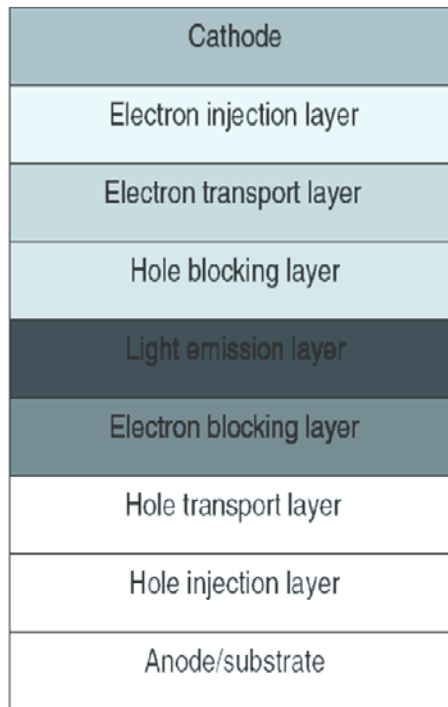 Cathode
Electron injection layer
Electron transport layer
Hole blocking layer
Light emission layer
Electron blocking layer
Hole transport layer
Hole injection layer
Anode/substrate